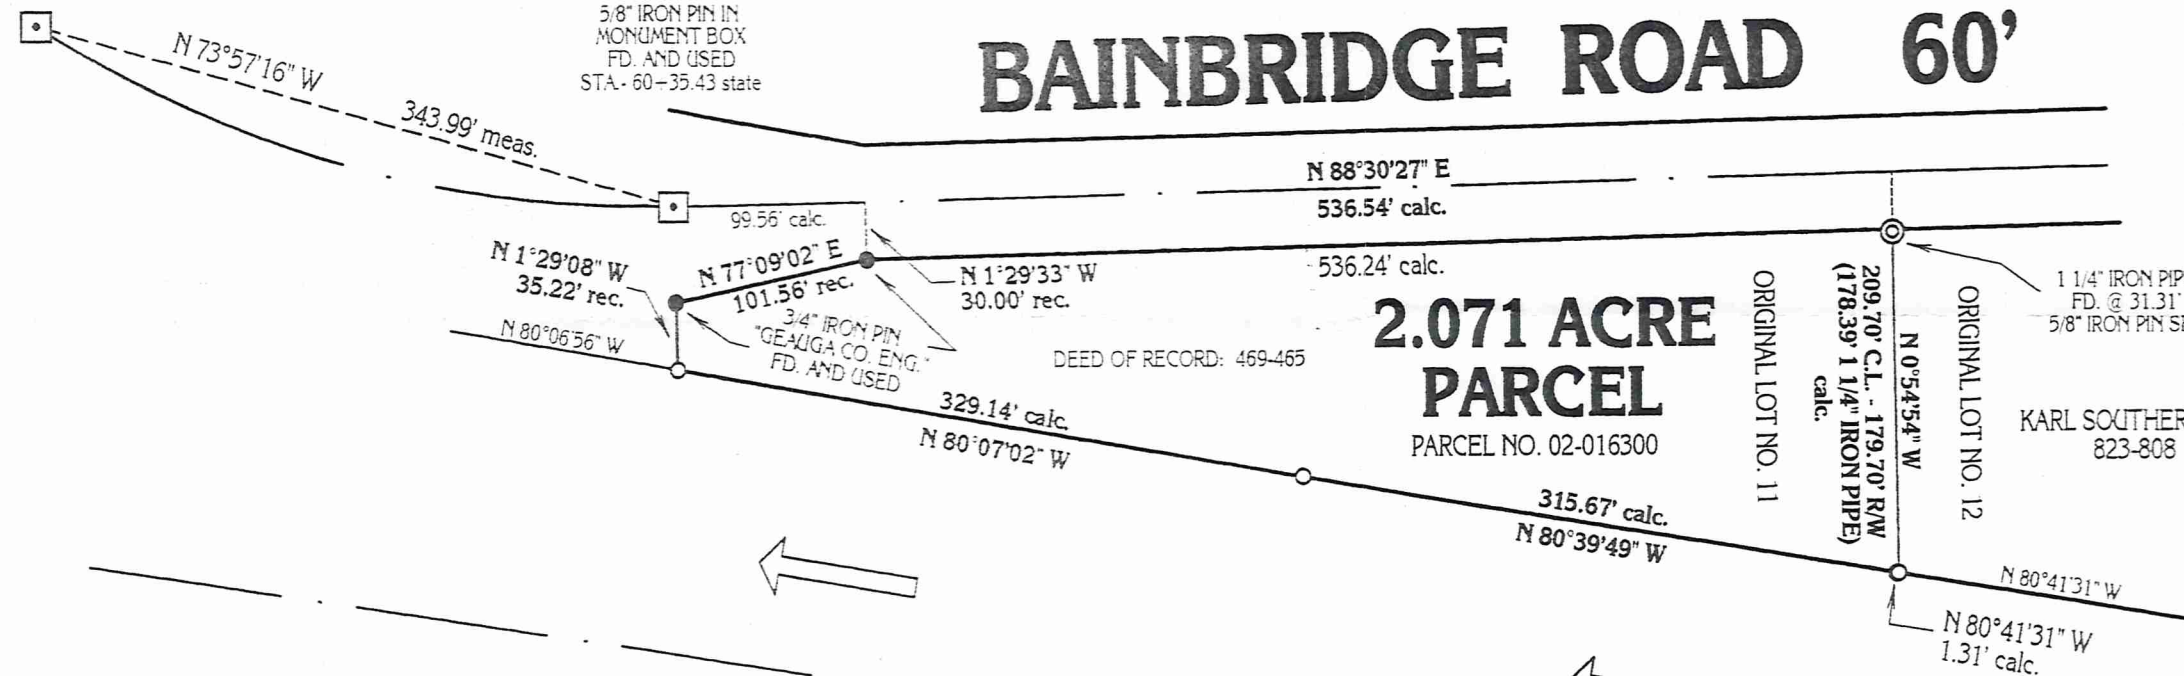 5/8" IRON PIN IN
MONUMENT BOX
FD. AND USED
STA.- 60+35.43 state
BAINBRIDGE ROAD 60'
N 73°57'16" W
343.99' meas.
N 88°30'27" E
536.54' calc.
99.56' calc.
N 1°29'08" W
35.22' rec.
N 77°09'02" E
101.56' rec.
N 1°29'33" W
30.00' rec.
536.24' calc.
3/4" IRON PIN
"GEAUGA CO. ENG."
FD. AND USED
N 80°06'56" W
DEED OF RECORD: 469-465
2.071 ACRE
PARCEL
PARCEL NO. 02-016300
ORIGINAL LOT NO. 11
N 0°54'54" W
209.70' C.L. - 179.70' R/W
(178.39' 1 1/4" IRON PIPE)
calc.
ORIGINAL LOT NO. 12
1 1/4" IRON
FD. @ 31.31'
5/8" IRON PIN
KARL
823-808
329.14' calc.
N 80°07'02" W
315.67' calc.
N 80°39'49" W
N 80°41'31" W
N 80°41'31" W
1.31' calc.